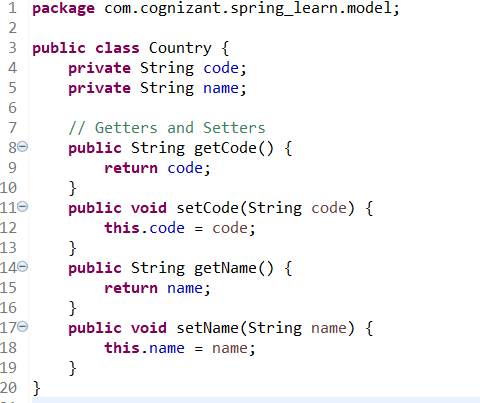 1 package com.cognizant.spring_learn.model;
2
3 public class Country {
4     private String code;
5     private String name;
6
7     // Getters and Setters
8     public String getCode() {
9         return code;
10     }
11     public void setCode(String code) {
12         this.code = code;
13     }
14     public String getName() {
15         return name;
16     }
17     public void setName(String name) {
18         this.name = name;
19     }
20 }